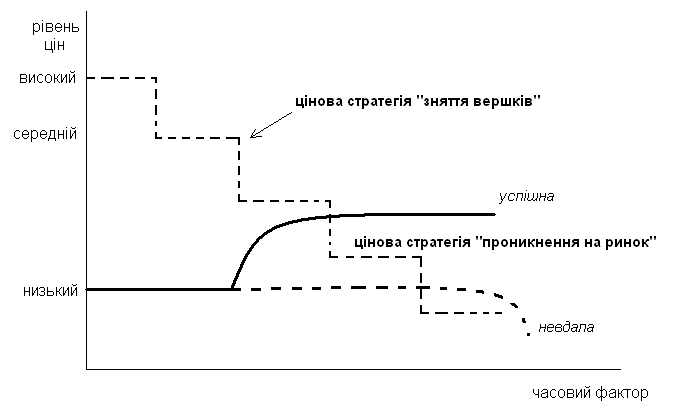 рівень
цін
високий
цінова стратегія "зняття вершків"
середній
успішна
цінова стратегія "проникнення на ринок"
низький
невдала
часовий фактор